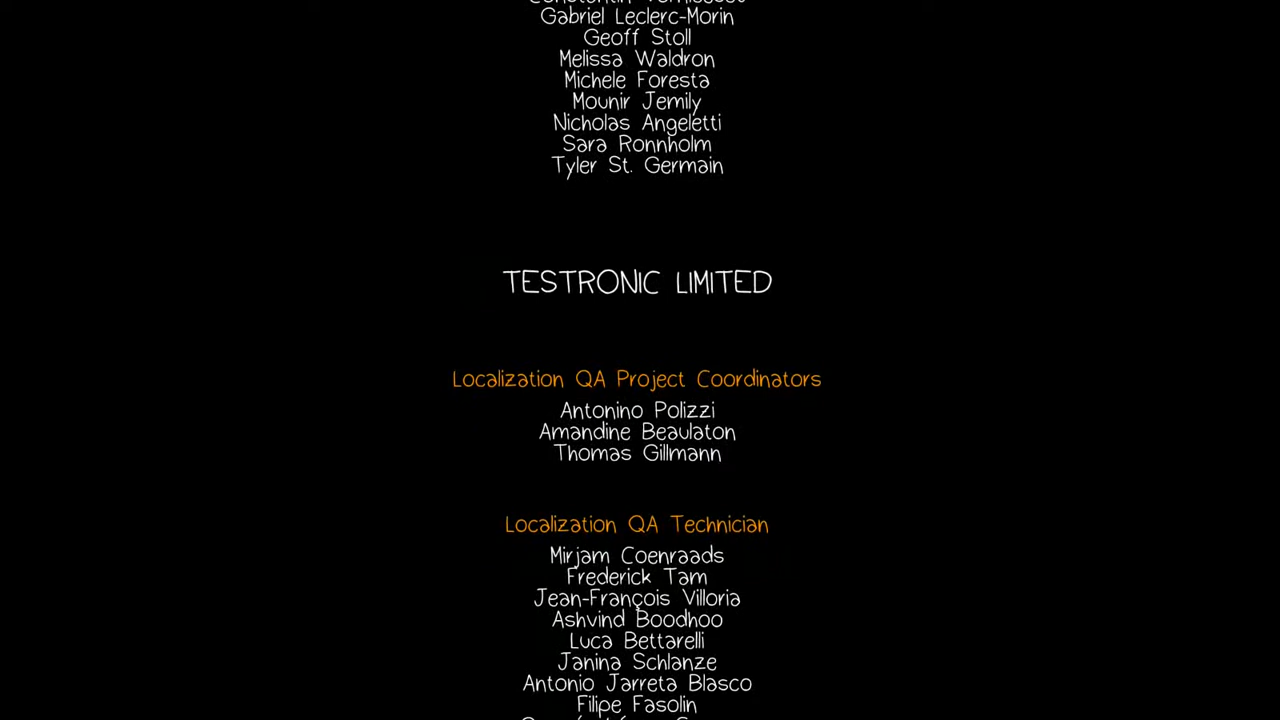 Gabriel Leclerc-Morin
Geoff Stoll
Melissa Waldron
Michele Foresta
Mounir Jemily
Nicholas Angeletti
Sara Ronnholm
Tyler St. Germain
TESTRONIC LIMITED
Localization QA Project Coordinators
Antonino Polizzi
Amandine Beaulaton
Thomas Gillmann
Localization QA Technician
Mirjam Coenraads
Frederick Tam
Jean-François Villoria
Ashvind Boodhoo
Luca Bettarelli
Janina Schlanze
Antonio Jarreta Blasco
Filipe Fasolin